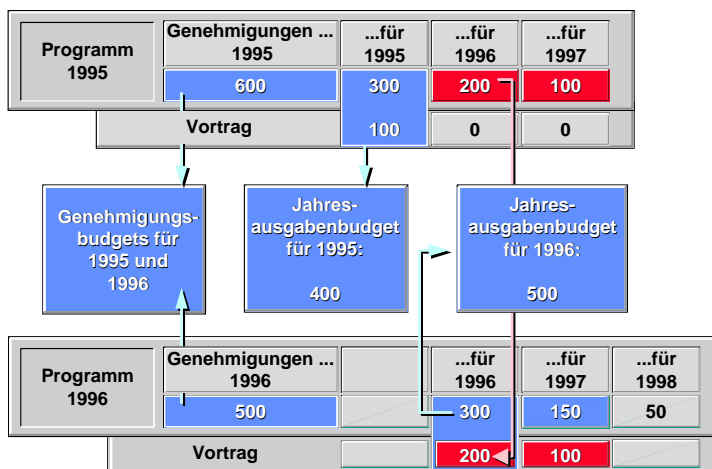 Programm
1995
Genehmigungen ...
1995
...für
1995
...für
1996
...für
1997
600
300
200
100
Vortrag
100
0
0
Genehmigungs-
budgets für
1995 und
1996
Jahres-
ausgabenbudget
für 1995:
400
Jahres-
ausgabenbudget
für 1996:
500
Programm
1996
Genehmigungen ...
1996
...für
1996
...für
1997
...für
1998
500
300
150
50
Vortrag
200
100